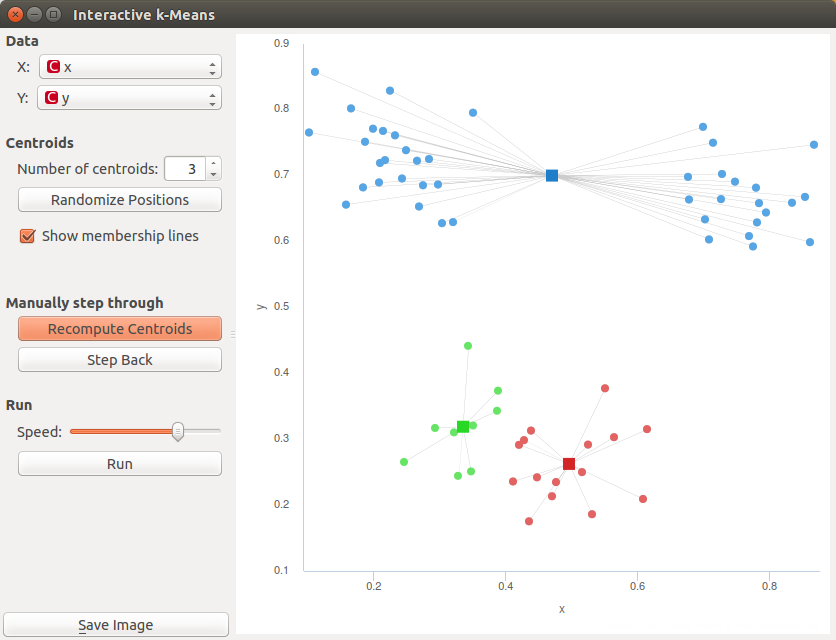 Interactive k-Means
Data
X: C x
Y: C y
Centroids
Number of centroids: 3
Randomize Positions
Show membership lines
Manually step through
Recompute Centroids
Step Back
Run
Speed:
Run
Save Image
0.9
0.8
0.7
0.6
0.5
0.4
0.3
0.2
0.1
y
0.2 0.4 0.6 0.8
x